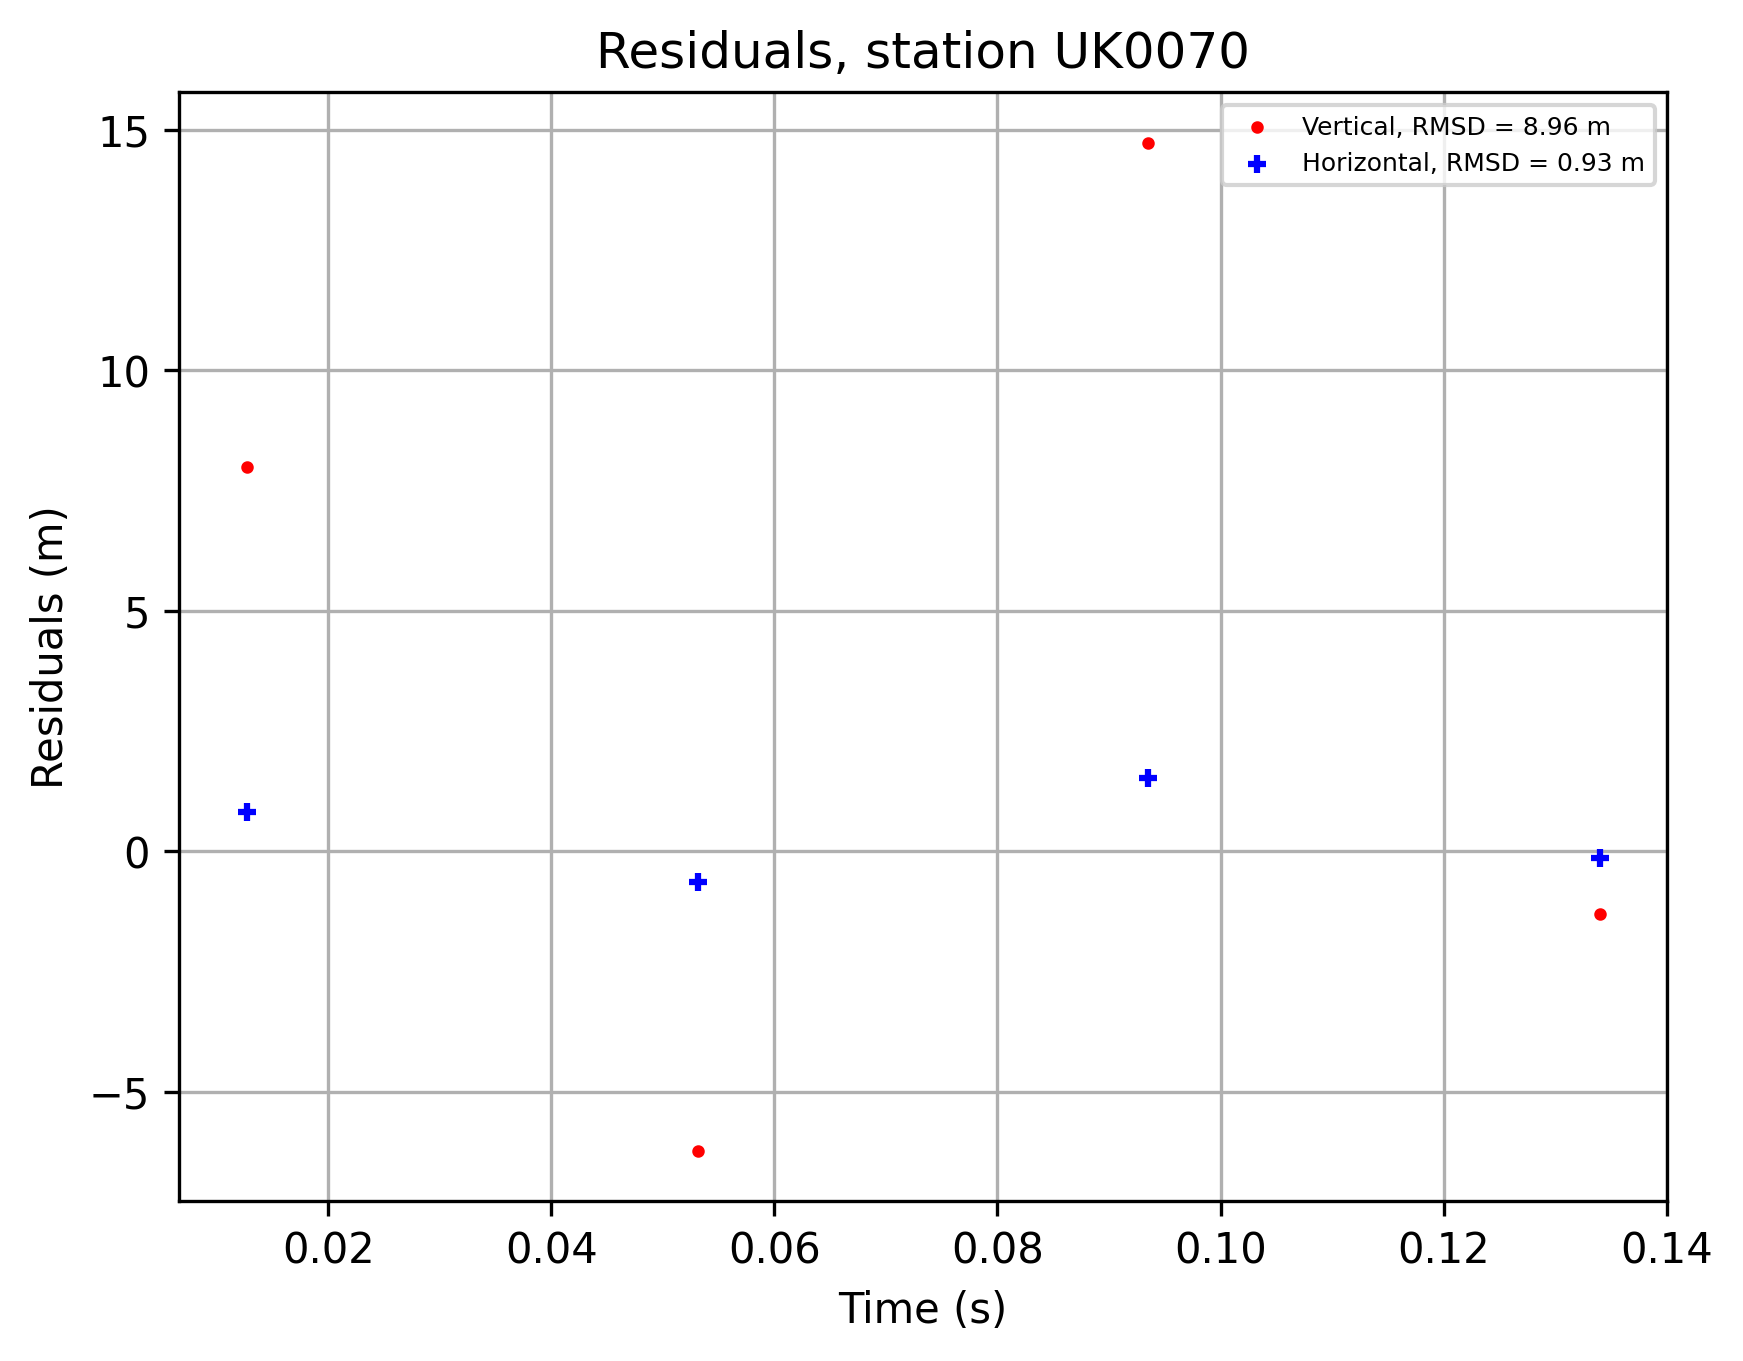 Residuals, station UK0070
Vertical, RMSD = 8.96 m
Horizontal, RMSD = 0.93 m
15
10
5
0
−5
Residuals (m)
0.02 0.04 0.06 0.08 0.10 0.12 0.14
Time (s)